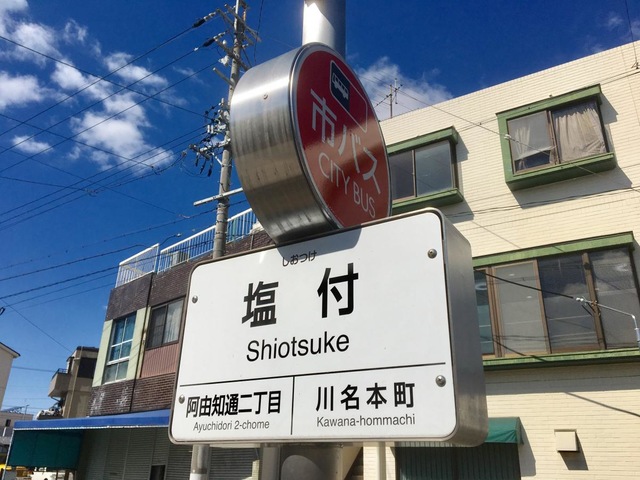 市バス
CITY BUS
しおつけ
塩付
Shiotsuke
阿由知通二丁目
Ayuchidori 2-chome
川名本町
Kawana-hommachi